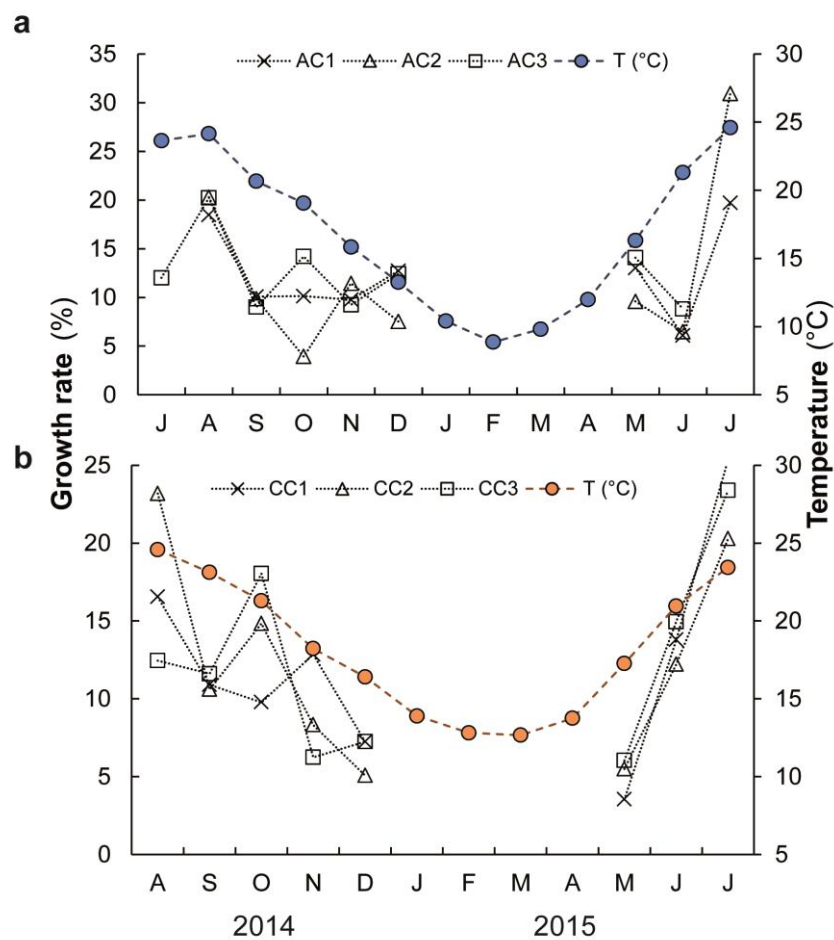 a
AC1 AC2 AC3 T (°C)
35 30
30 25
25
20 20
15 15
10 10
5
0 5
J A S O N D J F M A M J J
Growth rate (%)
Temperature (°C)
b
CC1 CC2 CC3 T (°C)
25 30
20 25
15 20
10 15
5 10
0 5
A S O N D J F M A M J J
2014 2015